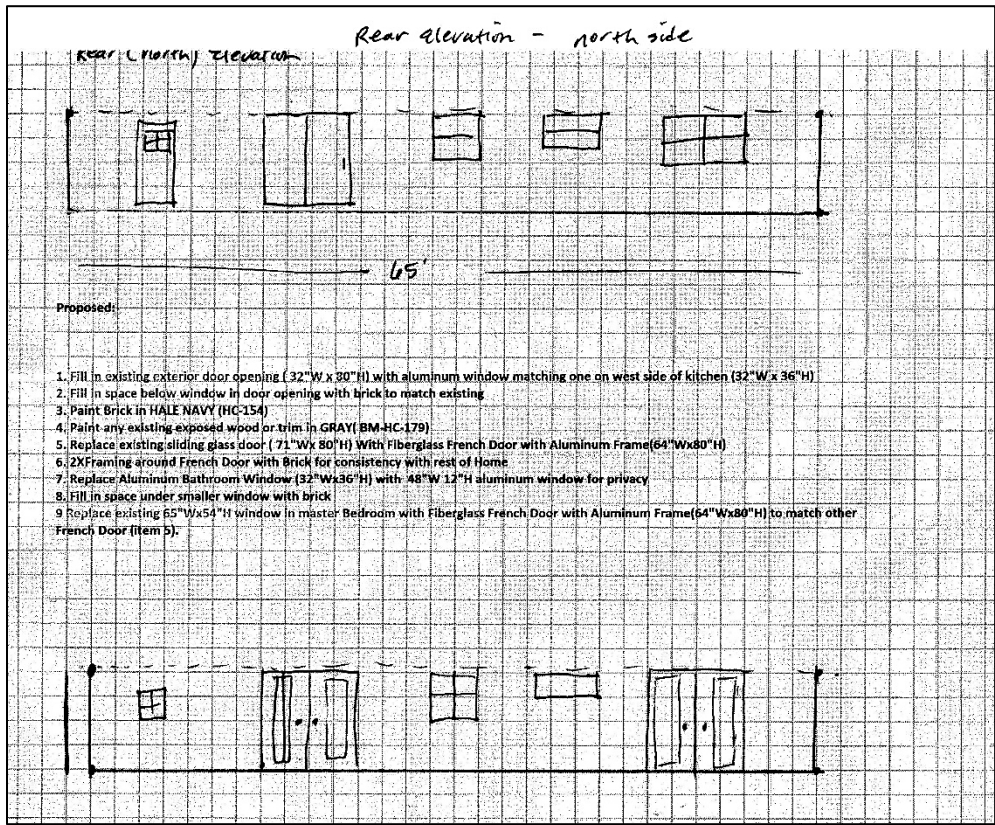 Rear elevation - north side
Rear (north) elevation
65'
Proposed:
1. Fill in existing exterior door opening ( 32"W x 80"H) with aluminum window matching one on west side of kitchen (32"W x 36"H)
2. Fill in space below window in door opening with brick to match existing
3. Paint Brick in HALE NAVY (HC-154)
4. Paint any existing exposed wood or trim in GRAY( BM-HC-179)
5. Replace existing sliding glass door ( 71"Wx 80"H) With Fiberglass French Door with Aluminum Frame(64"Wx80"H)
6. 2XFraming around French Door with Brick for consistency with rest of Home
7. Replace Aluminum Bathroom Window (32"Wx36"H) with 48"W 12"H aluminum window for privacy
8. Fill in space under smaller window with brick
9 Replace existing 65"Wx54"H window in master Bedroom with Fiberglass French Door with Aluminum Frame(64"Wx80"H) to match other
French Door (item 5).